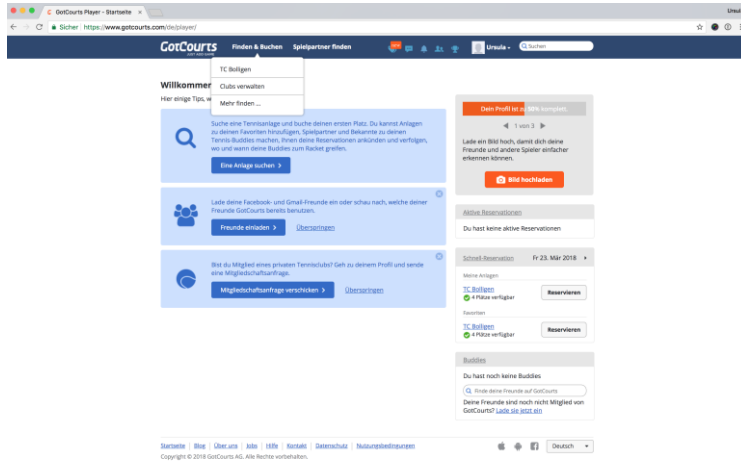 GotCourts Player - Startseite
Ursula
Sicher https://www.gotcourts.com/de/player/
GotCourts
JUST ADD GAME
Finden & Buchen
Spielpartner finden
NEW
Ursula
Suchen
TC Bolligen
Clubs verwalten
Mehr finden ...
Willkommen
Hier einige Tips, w
Suche eine Tennisanlage und buche deinen ersten Platz. Du kannst Anlagen
zu deinen Favoriten hinzufügen, Spielpartner und Bekannte zu deinen
Tennis-Buddies machen, ihnen deine Reservationen ankünden und verfolgen,
wo und wann deine Buddies zum Racket greifen.
Eine Anlage suchen
Lade deine Facebook- und Gmail-Freunde ein oder schau nach, welche deiner
Freunde GotCourts bereits benutzen.
Freunde einladen
Überspringen
Bist du Mitglied eines privaten Tennisclubs? Geh zu deinem Profil und sende
eine Mitgliedschaftsanfrage.
Mitgliedschaftsanfrage verschicken
Überspringen
Dein Profil ist zu 50% komplett.
1 von 3
Lade ein Bild hoch, damit dich deine
Freunde und andere Spieler einfacher
erkennen können.
Bild hochladen
Aktive Reservationen
Du hast keine aktive Reservationen
Schnell-Reservation
Fr 23. Mär 2018
Meine Anlagen
TC Bolligen
4 Plätze verfügbar
Reservieren
Favoriten
TC Bolligen
4 Plätze verfügbar
Reservieren
Buddies
Du hast noch keine Buddies
Finde deine Freunde auf GotCourts
Deine Freunde sind noch nicht Mitglied von
GotCourts? Lade sie jetzt ein
Startseite | Blog | Über uns | Jobs | Hilfe | Kontakt | Datenschutz | Nutzungsbedingungen
Deutsch
Copyright © 2018 GotCourts AG. Alle Rechte vorbehalten.